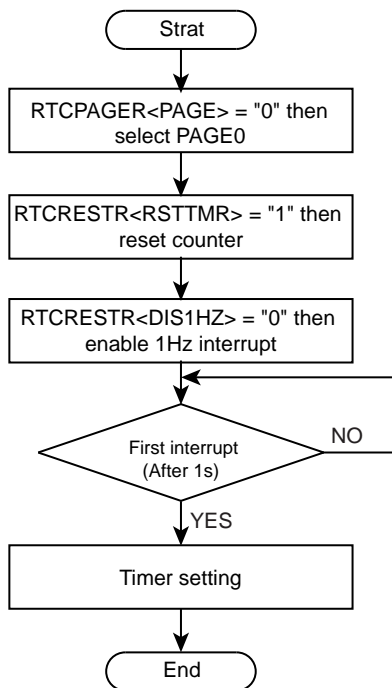 Strat
RTCPAGER<PAGE> = "0" then
select PAGE0
RTCRESTR<RSTTMR> = "1" then
reset counter
RTCRESTR<DIS1HZ> = "0" then
enable 1Hz interrupt
First interrupt
(After 1s)
NO
YES
Timer setting
End